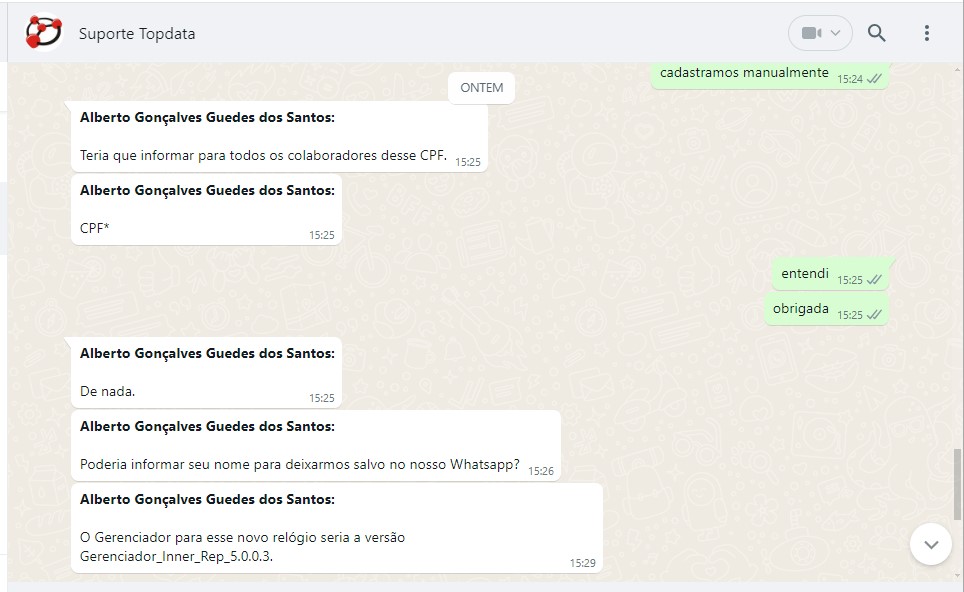 Suporte Topdata
cadastramos manualmente 15:24
ONTEM
Alberto Gonçalves Guedes dos Santos:
Teria que informar para todos os colaboradores desse CPF. 15:25
Alberto Gonçalves Guedes dos Santos:
CPF* 15:25
entendi 15:25
obrigada 15:25
Alberto Gonçalves Guedes dos Santos:
De nada. 15:25
Alberto Gonçalves Guedes dos Santos:
Poderia informar seu nome para deixarmos salvo no nosso Whatsapp? 15:26
Alberto Gonçalves Guedes dos Santos:
O Gerenciador para esse novo relógio seria a versão
Gerenciador_Inner_Rep_5.0.0.3. 15:29